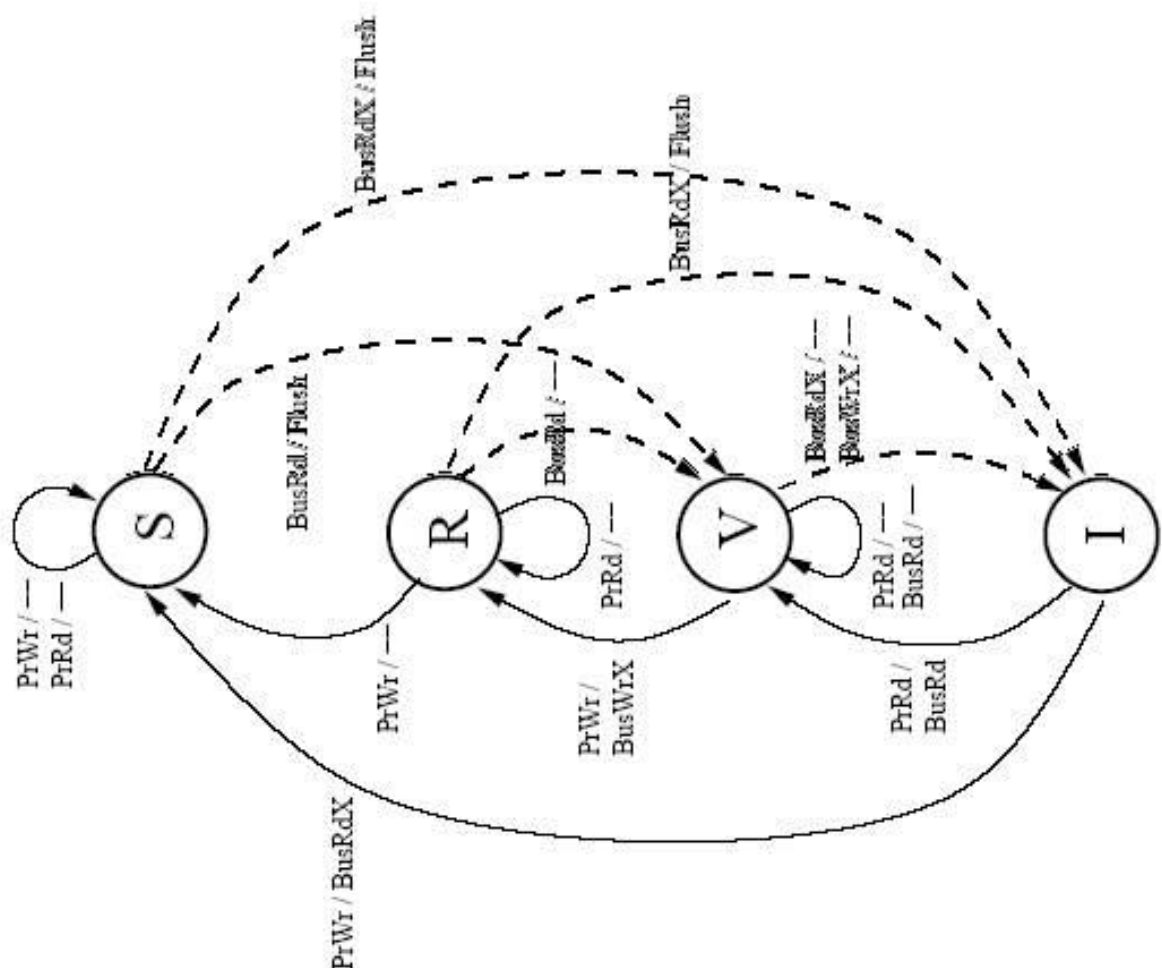 PrWr / —
PrRd / —
S
BusRdX / Flush
BusRd / Flush
BusRdX / Flush
R
BusRd / —
PrRd / —
PrWr / —
V
BusRdX / —
BusWrX / —
PrRd / —
BusRd / —
PrWr /
BusWrX
I
PrRd /
BusRd
PrWr / BusRdX